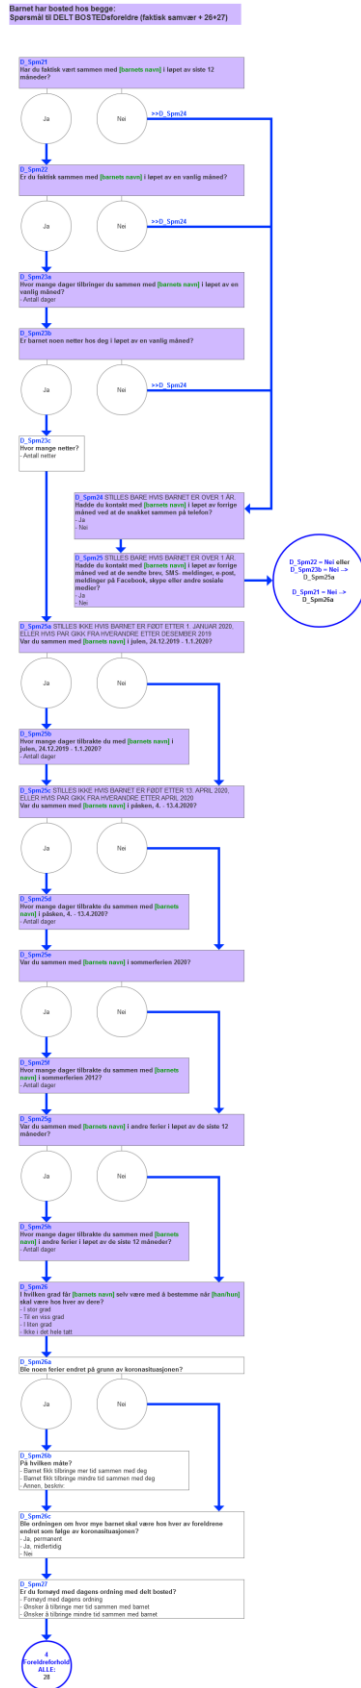 Barnet har bosted hos begge:
Spørsmål til DELT BOSTEDsforeldre (faktisk samvær + 26+27)
D_Spm21
Har du faktisk vært sammen med [barnets navn] i løpet av siste 12
måneder?
Ja
Nei
>>D_Spm24
D_Spm22
Er du faktisk sammen med [barnets navn] i løpet av en vanlig måned?
Ja
Nei
>>D_Spm24
D_Spm23a
Hvor mange dager tilbringer du sammen med [barnets navn] i løpet av en
vanlig måned?
- Antall dager
D_Spm23b
Er barnet noen netter hos deg i løpet av en vanlig måned?
Ja
Nei
>>D_Spm24
D_Spm23c
Hvor mange netter?
- Antall netter
D_Spm24 STILLES BARE HVIS BARNET ER OVER 1 ÅR.
Hadde du kontakt med [barnets navn] i løpet av forrige
måned ved at de snakket sammen på telefon?
- Ja
- Nei
D_Spm25 STILLES BARE HVIS BARNET ER OVER 1 ÅR.
Hadde du kontakt med [barnets navn] i løpet av forrige
måned ved at de sendte brev, SMS- meldinger, e-post,
meldinger på Facebook, skype eller andre sosiale
medier?
- Ja
- Nei
D_Spm22 = Nei eller
D_Spm23b = Nei -->
D_Spm25a
D_Spm21 = Nei -->
D_Spm26a
D_Spm25a STILLES IKKE HVIS BARNET ER FØDT ETTER 1. JANUAR 2020,
ELLER HVIS PAR GIKK FRA HVERANDRE ETTER DESEMBER 2019
Var du sammen med [barnets navn] i julen, 24.12.2019 - 1.1.2020?
Ja
Nei
D_Spm25b
Hvor mange dager tilbrakte du med [barnets navn] i
julen, 24.12.2019 - 1.1.2020?
- Antall dager
D_Spm25c STILLES IKKE HVIS BARNET ER FØDT ETTER 13. APRIL 2020,
ELLER HVIS PAR GIKK FRA HVERANDRE ETTER APRIL 2020
Var du sammen med [barnets navn] i påsken, 4. - 13.4.2020?
Ja
Nei
D_Spm25d
Hvor mange dager tilbrakte du sammen med [barnets
navn] i påsken, 4. - 13.4.2020?
- Antall dager
D_Spm25e
Var du sammen med [barnets navn] i sommerferien 2020?
Ja
Nei
D_Spm25f
Hvor mange dager tilbrakte du sammen med [barnets
navn] i sommerferien 2012?
- Antall dager
D_Spm25g
Var du sammen med [barnets navn] i andre ferier i løpet av de siste 12
måneder?
Ja
Nei
D_Spm25h
Hvor mange dager tilbrakte du sammen med [barnets
navn] i andre ferier i løpet av de siste 12 måneder?
- Antall dager
D_Spm26
I hvilken grad får [barnets navn] selv være med å bestemme når [han/hun]
skal være hos hver av dere?
- I stor grad
- Til en viss grad
- I liten grad
- Ikke i det hele tatt
D_Spm26a
Ble noen ferier endret på grunn av koronasituasjonen?
Ja
Nei
D_Spm26b
På hvilken måte?
- Barnet fikk tilbringe mer tid sammen med deg
- Barnet fikk tilbringe mindre tid sammen med deg
- Annen, beskriv:
D_Spm26c
Ble ordningen om hvor mye barnet skal være hos hver av foreldrene
endret som følge av koronasituasjonen?
- Ja, permanent
- Ja, midlertidig
- Nei
D_Spm27
Er du fornøyd med dagens ordning med delt bosted?
- Fornøyd med dagens ordning
- Ønsker å tilbringe mer tid sammen med barnet
- Ønsker å tilbringe mindre tid sammen med barnet
4
Foreldreforhold
ALLE:
28